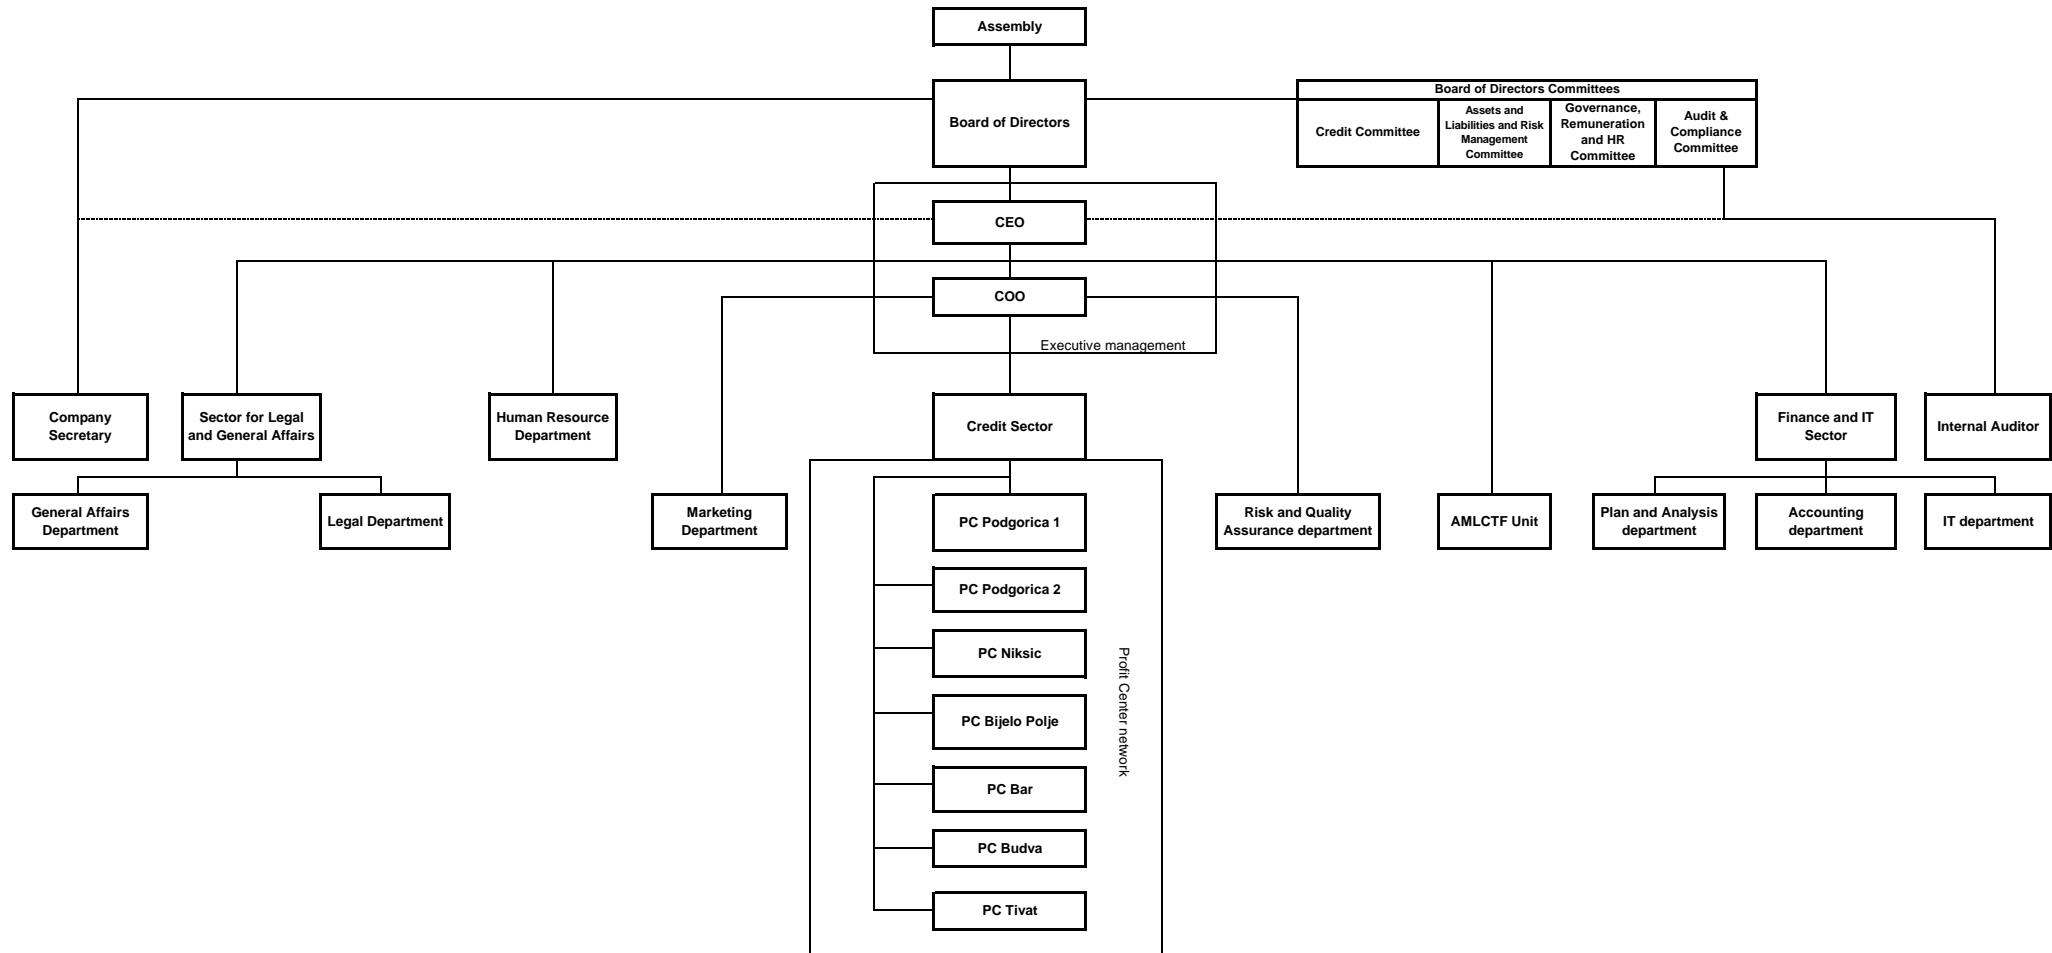 Assembly
Board of Directors
Board of Directors Committees
Credit Committee
Assets and
Liabilities and Risk
Management
Committee
Governance,
Remuneration
and HR
Committee
Audit &
Compliance
Committee
CEO
COO
Executive management
Company
Secretary
Sector for Legal
and General Affairs
Human Resource
Department
Credit Sector
Finance and IT
Sector
Internal Auditor
General Affairs
Department
Legal Department
Marketing
Department
PC Podgorica 1
Risk and Quality
Assurance department
AMLCTF Unit
Plan and Analysis
department
Accounting
department
IT department
PC Podgorica 2
PC Niksic
PC Bijelo Polje
PC Bar
PC Budva
PC Tivat
Profit Center network